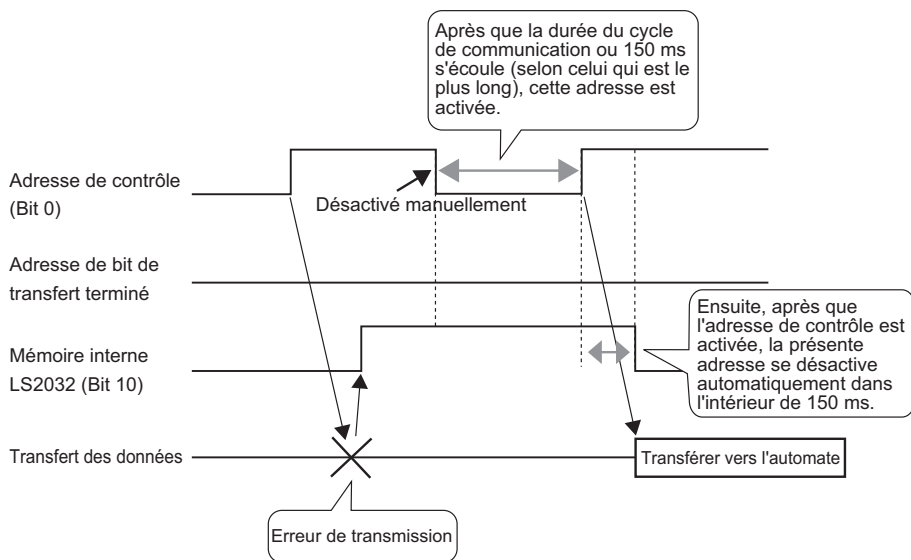 Après que la durée du cycle
de communication ou 150 ms
s'écoule (selon celui qui est le
plus long), cette adresse est
activée.
Adresse de contrôle
(Bit 0)
Désactivé manuellement
Adresse de bit de
transfert terminé
Ensuite, après que
l'adresse de contrôle est
activée, la présente
adresse se désactive
automatiquement dans
l'intérieur de 150 ms.
Mémoire interne
LS2032 (Bit 10)
Transfert des données
Transférer vers l'automate
Erreur de transmission